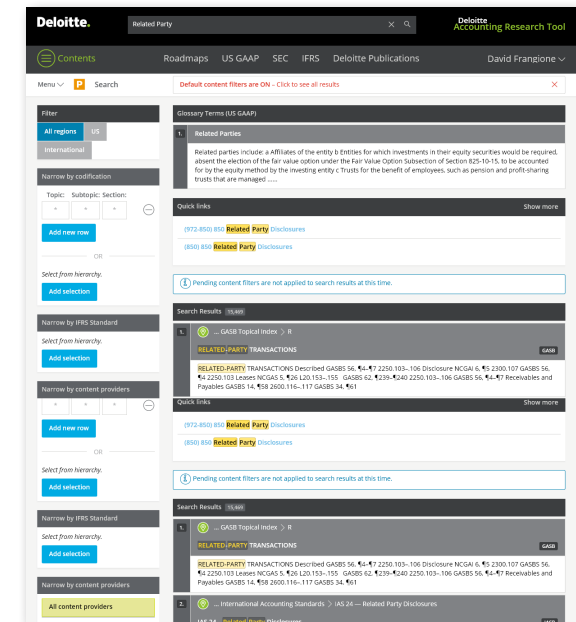 Deloitte.
Related Party
Deloitte
Accounting Research Tool
Contents
Roadmaps US GAAP SEC IFRS Deloitte Publications
David Frangione
Menu P Search
Default content filters are ON – Click to see all results
Filter
All regions US
International
Narrow by codification
Topic: Subtopic: Section:
* * *
Add new row
OR
Select from hierarchy.
Add selection
Narrow by IFRS Standard
Select from hierarchy.
Add selection
Narrow by content providers
* * *
Add new row
OR
Select from hierarchy.
Add selection
Narrow by IFRS Standard
Select from hierarchy.
Add selection
Narrow by content providers
All content providers
Glossary Terms (US GAAP)
1. Related Parties
Related parties include: a Affiliates of the entity b Entities for which investments in their equity securities would be required,
absent the election of the fair value option under the Fair Value Option Subsection of Section 825-10-15, to be accounted
for by the equity method by the investing entity c Trusts for the benefit of employees, such as pension and profit-sharing
trusts that are managed ......
Quick links Show more
(972-850) 850 Related Party Disclosures
(850) 850 Related Party Disclosures
Pending content filters are not applied to search results at this time.
Search Results 15,469
1. ... GASB Topical Index > R
RELATED-PARTY TRANSACTIONS GASB
RELATED-PARTY TRANSACTIONS Described GASBS 56, ¶4–¶7 2250.103–.106 Disclosure NCGAI 6, ¶5 2300.107 GASBS 56,
¶4 2250.103 Leases NCGAS 5, ¶26 L20.153–.155 GASBS 62, ¶239–¶240 2250.103–.106 GASBS 56, ¶4–¶7 Receivables and
Payables GASBS 14, ¶58 2600.116–.117 GASBS 34, ¶61
Quick links Show more
(972-850) 850 Related Party Disclosures
(850) 850 Related Party Disclosures
Pending content filters are not applied to search results at this time.
Search Results 15,469
1. ... GASB Topical Index > R
RELATED-PARTY TRANSACTIONS GASB
RELATED-PARTY TRANSACTIONS Described GASBS 56, ¶4–¶7 2250.103–.106 Disclosure NCGAI 6, ¶5 2300.107 GASBS 56,
¶4 2250.103 Leases NCGAS 5, ¶26 L20.153–.155 GASBS 62, ¶239–¶240 2250.103–.106 GASBS 56, ¶4–¶7 Receivables and
Payables GASBS 14, ¶58 2600.116–.117 GASBS 34, ¶61
2. ... International Accounting Standards > IAS 24 — Related Party Disclosures
IAS 24 Related Party Disclosures